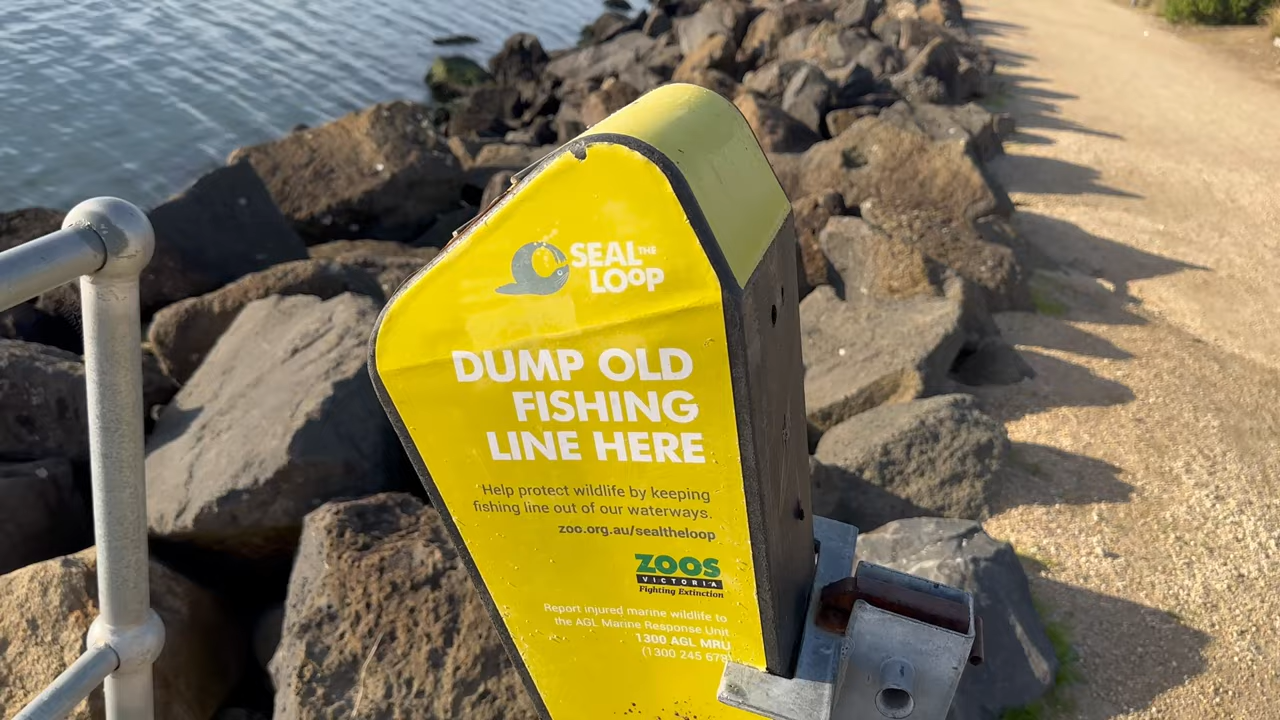 SEAL THE
LOOP
DUMP OLD
FISHING
LINE HERE
Help protect wildlife by keeping
fishing line out of our waterways.
zoo.org.au/sealtheloop
ZOOS
VICTORIA
Fighting Extinction
Report injured marine wildlife to
the AGL Marine Response Unit
1300 AGL MRU
(1300 245 678)